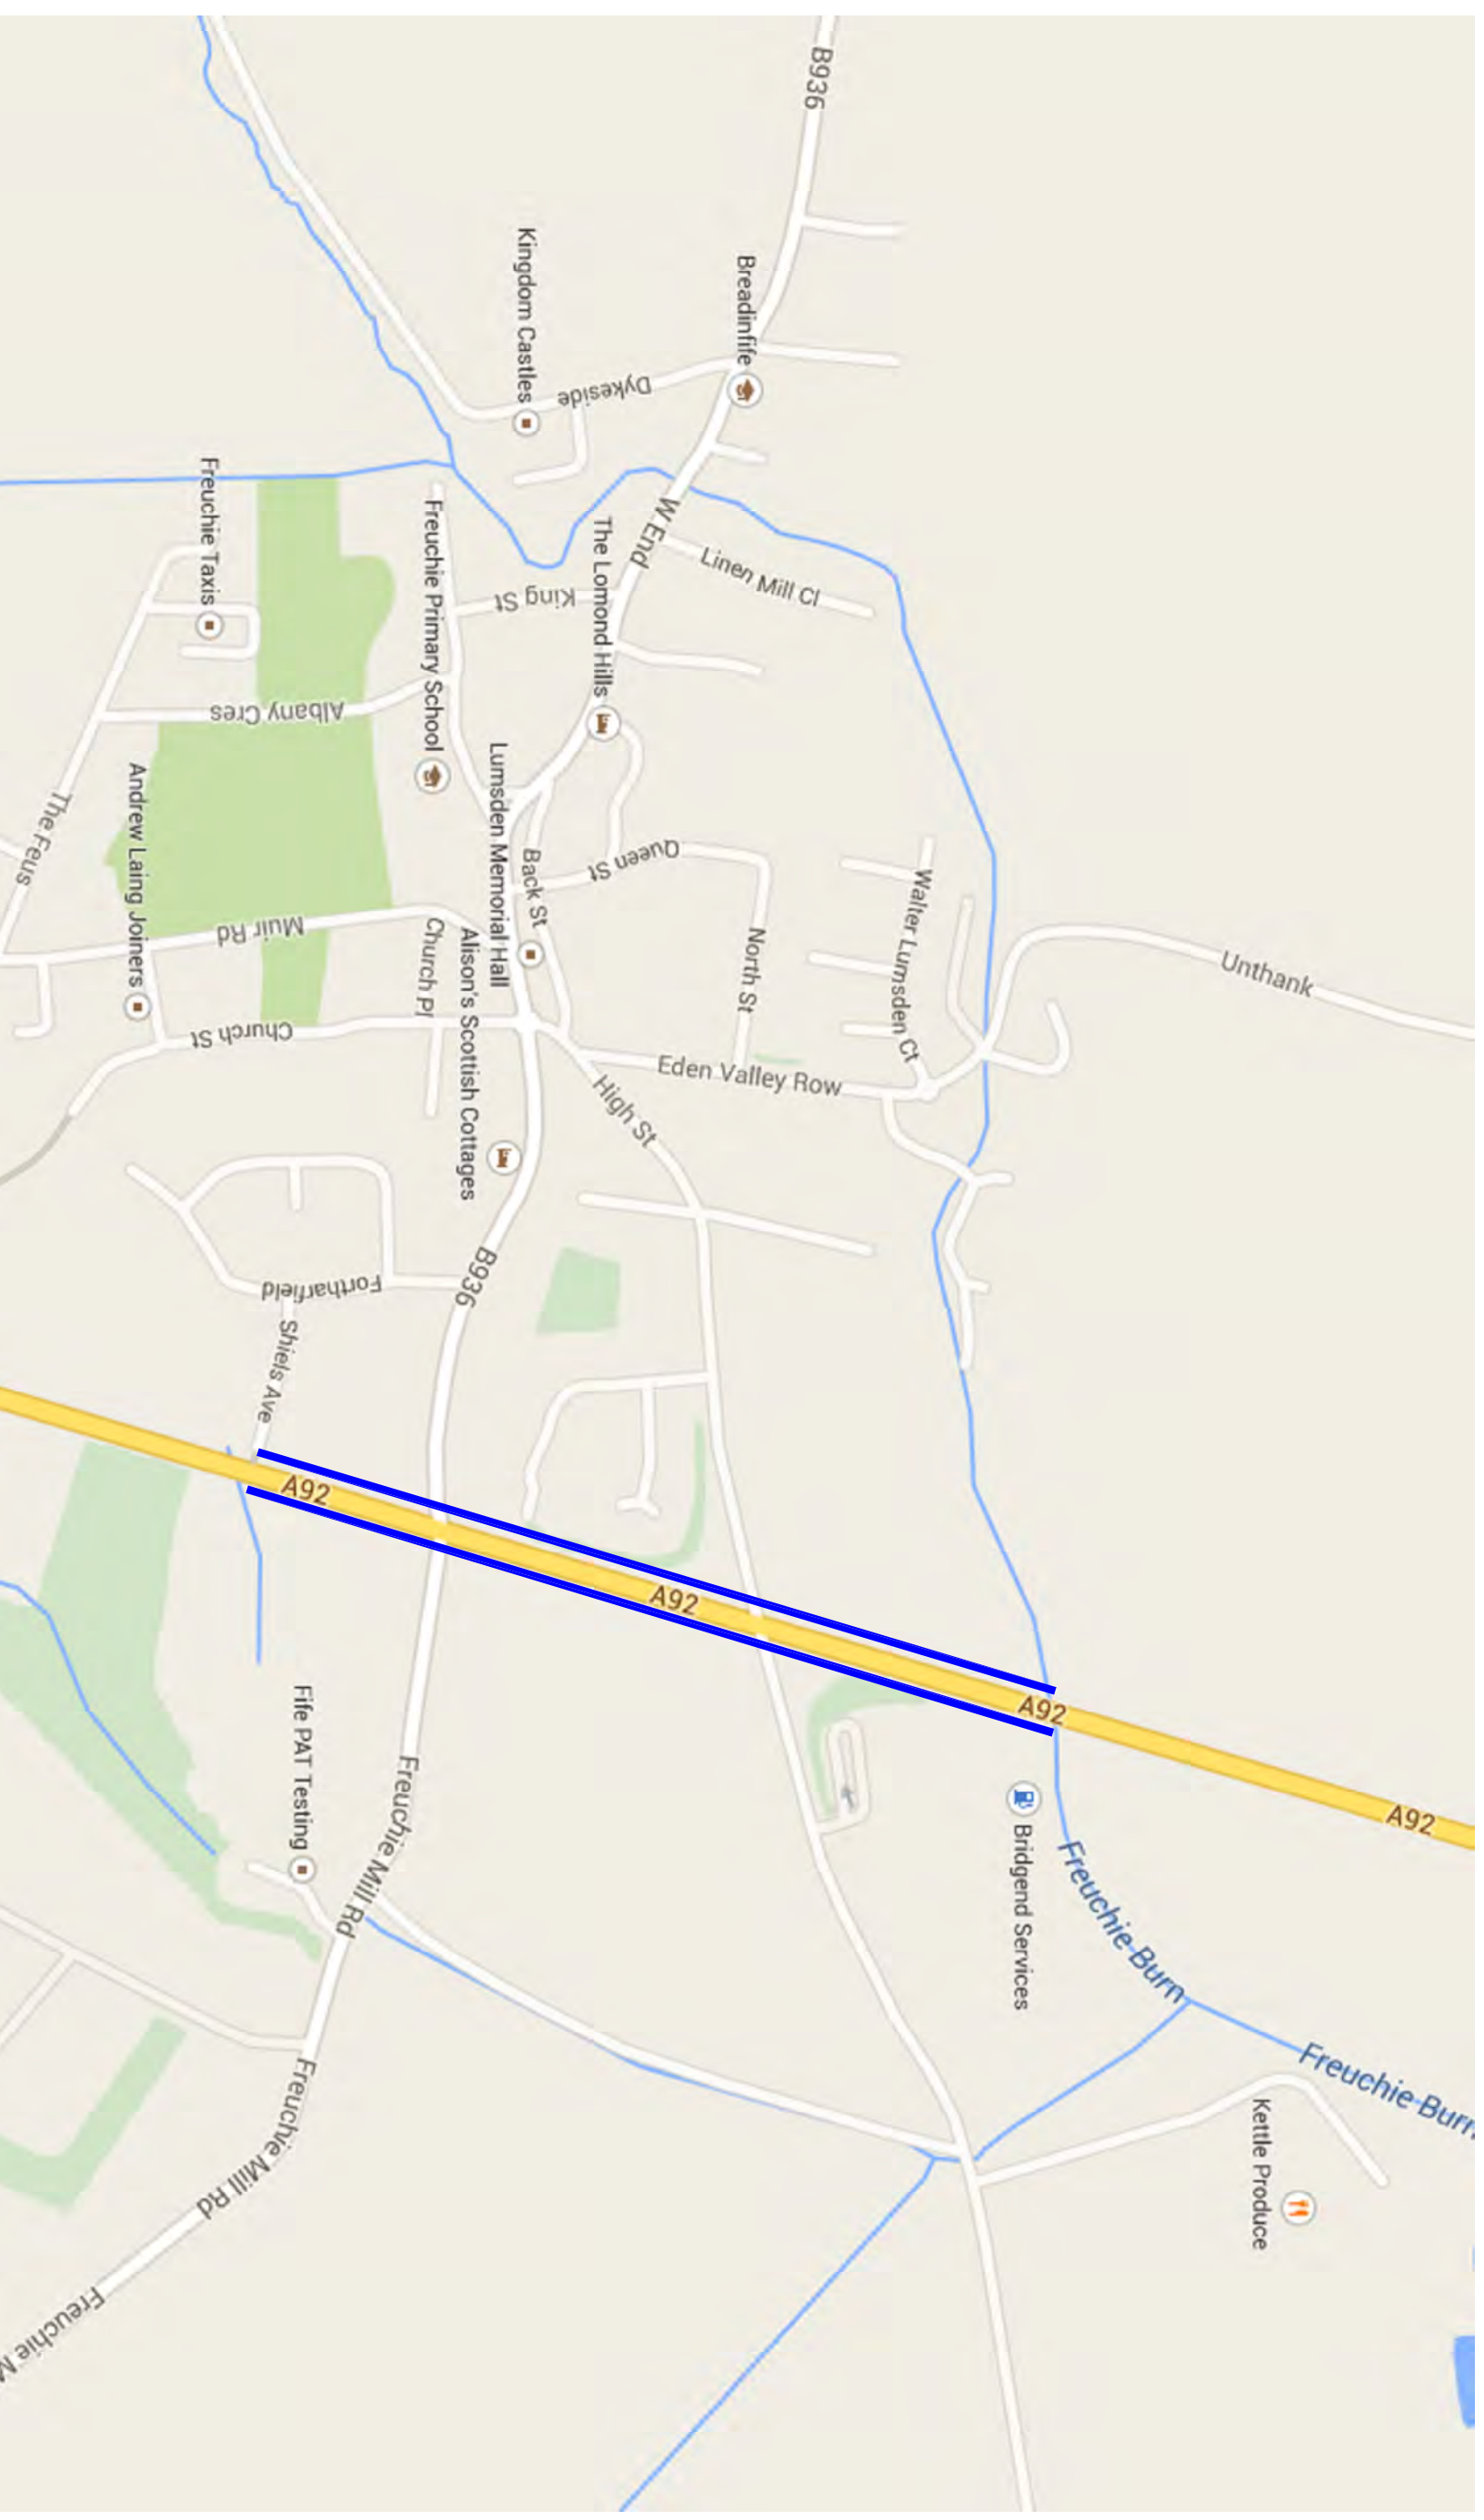 B936
Kingdom Castles
Breadinfife
Dykeside
Freuchie Taxis
Freuchie Primary School
The Lomond Hills
W End
Linen Mill Cl
King St
Albany Cres
Andrew Laing Joiners
The Feus
Lumsden Memorial Hall
Back St
Queen St
Walter Lumsden Ct
Muir Rd
Church Pl
Alison's Scottish Cottages
North St
Unthank
Church St
Eden Valley Row
High St
B936
Fortharfield
Shiels Ave
A92
A92
A92
A92
Fife PAT Testing
Freuchie Mill Rd
Bridgend Services
Freuchie Burn
Freuchie Burn
Freuchie Mill Rd
Kettle Produce
Freuchie M